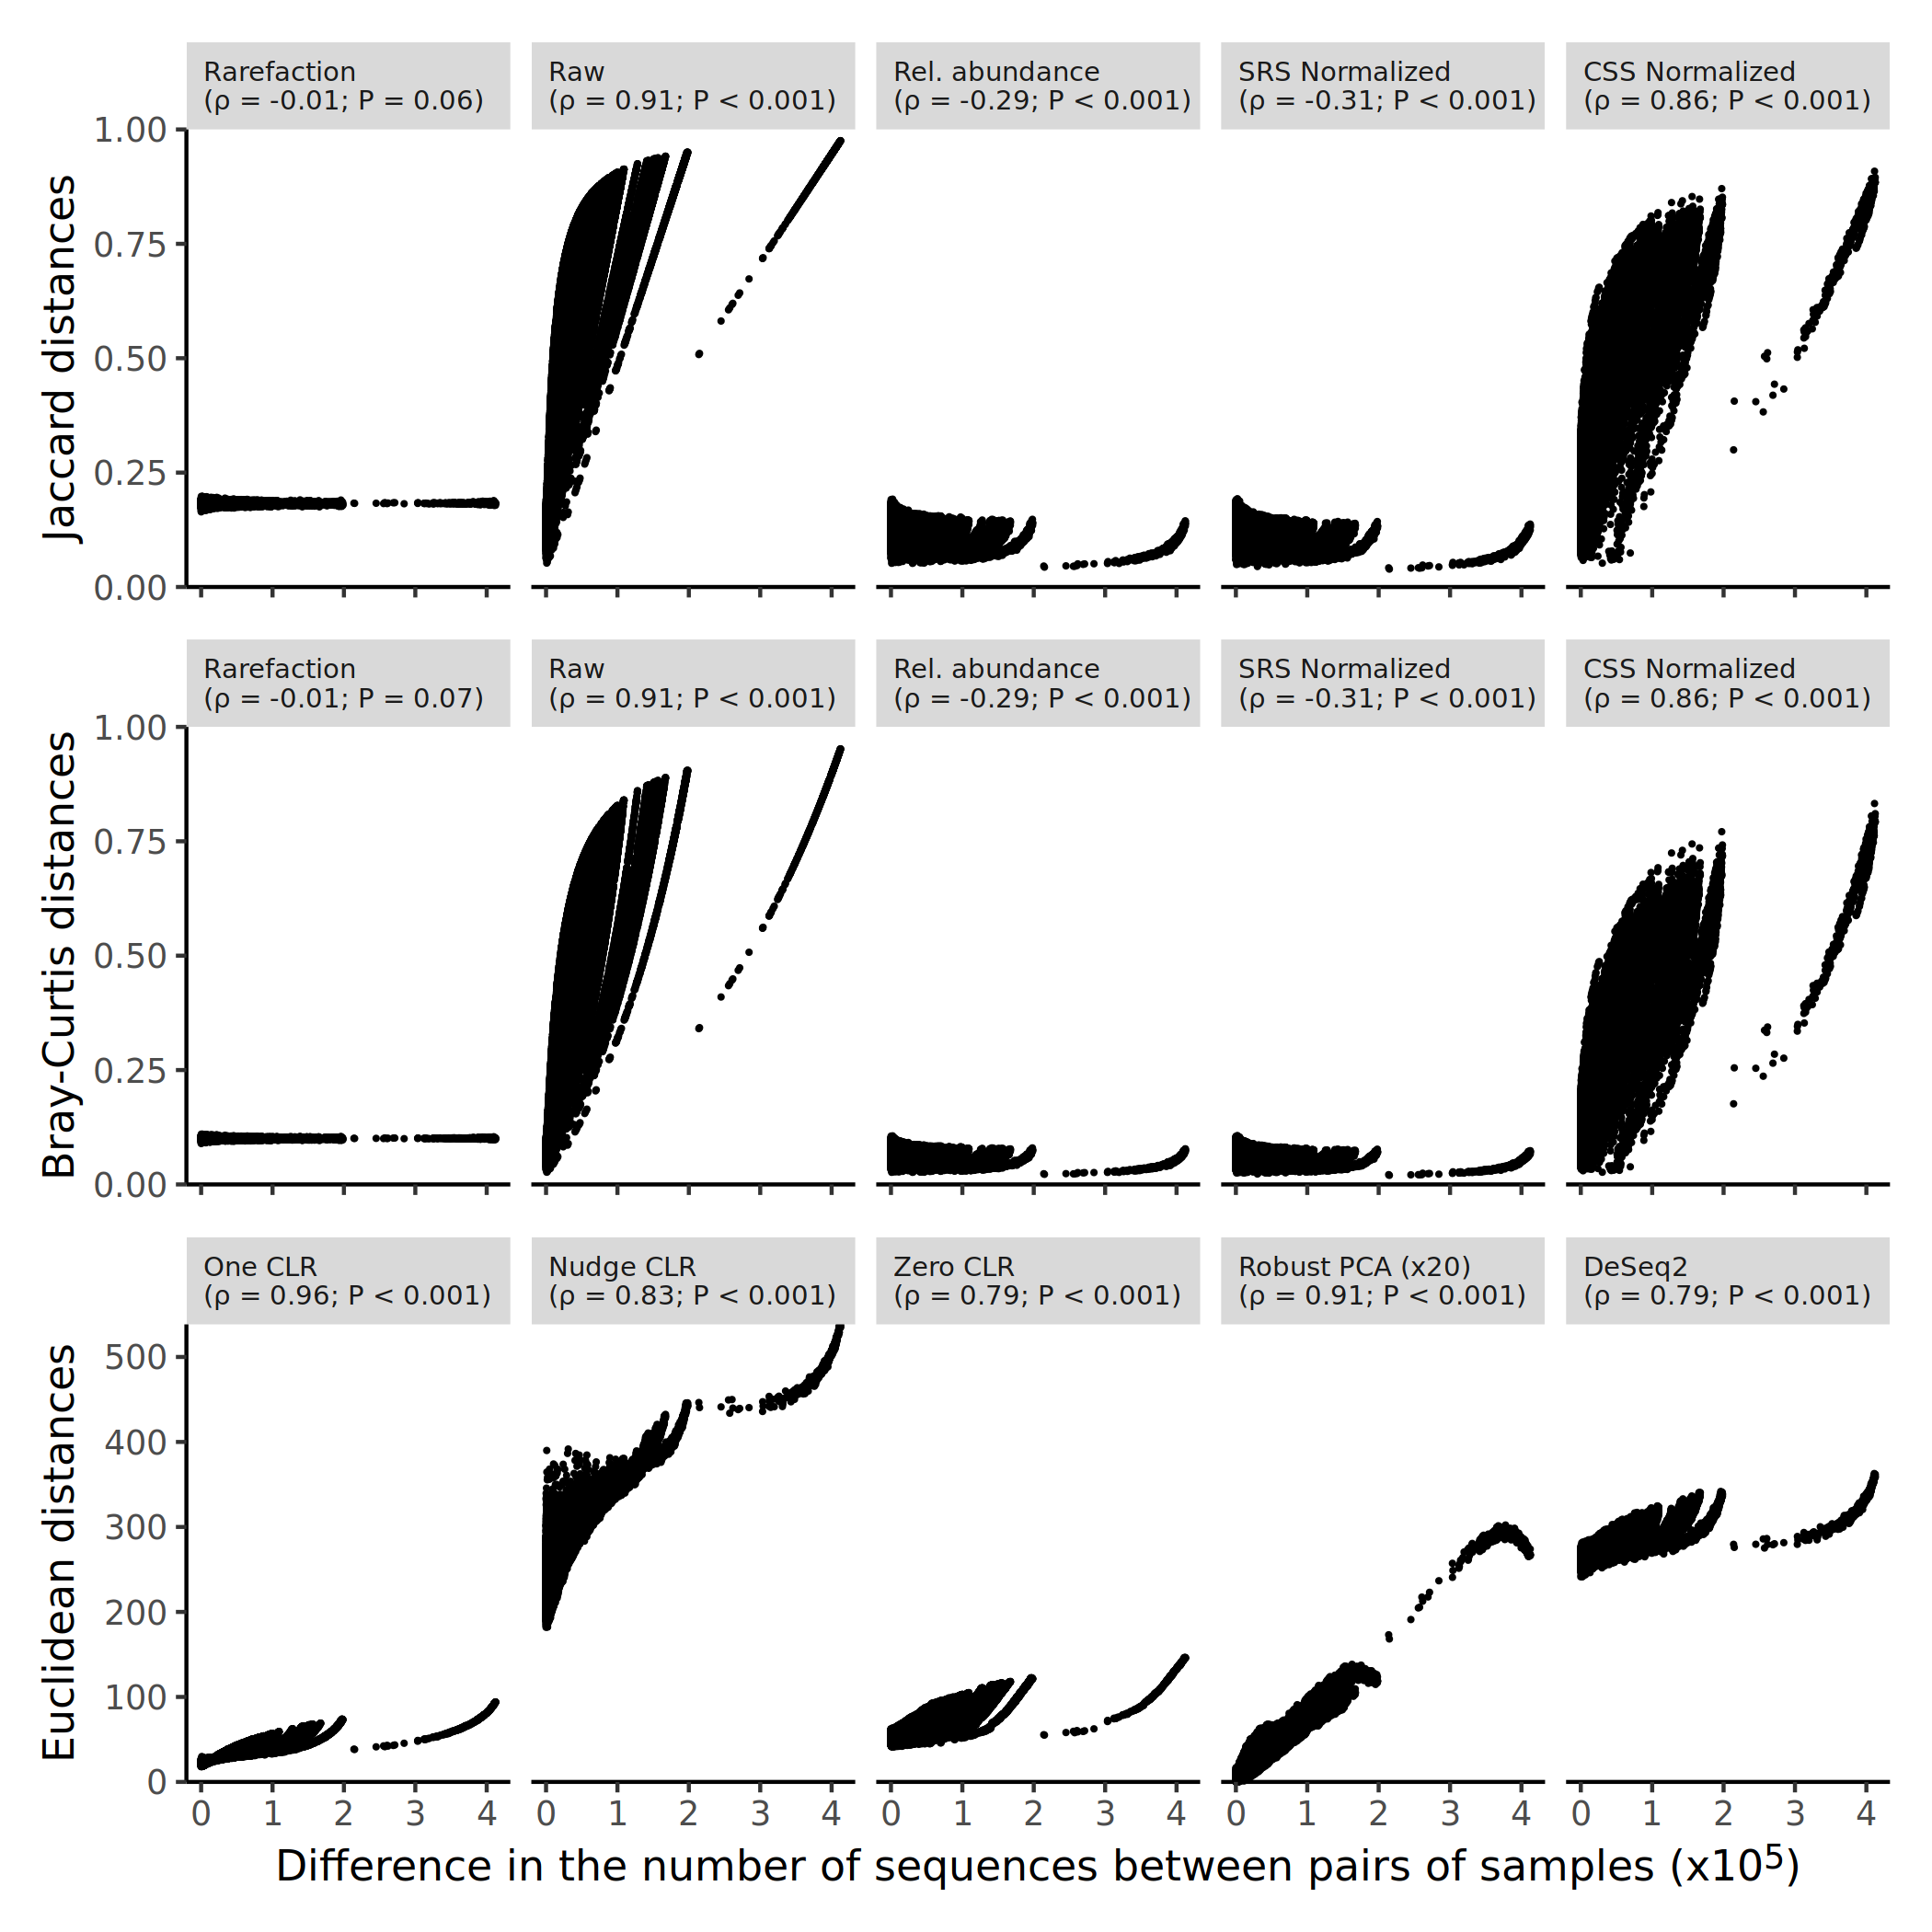 Rarefaction
(ρ = -0.01; P = 0.06)
Raw
(ρ = 0.91; P < 0.001)
Rel. abundance
(ρ = -0.29; P < 0.001)
SRS Normalized
(ρ = -0.31; P < 0.001)
CSS Normalized
(ρ = 0.86; P < 0.001)
Jaccard distances
1.00
0.75
0.50
0.25
0.00
Rarefaction
(ρ = -0.01; P = 0.07)
Raw
(ρ = 0.91; P < 0.001)
Rel. abundance
(ρ = -0.29; P < 0.001)
SRS Normalized
(ρ = -0.31; P < 0.001)
CSS Normalized
(ρ = 0.86; P < 0.001)
Bray-Curtis distances
1.00
0.75
0.50
0.25
0.00
One CLR
(ρ = 0.96; P < 0.001)
Nudge CLR
(ρ = 0.83; P < 0.001)
Zero CLR
(ρ = 0.79; P < 0.001)
Robust PCA (x20)
(ρ = 0.91; P < 0.001)
DeSeq2
(ρ = 0.79; P < 0.001)
Euclidean distances
500
400
300
200
100
0
0 1 2 3 4
0 1 2 3 4
0 1 2 3 4
0 1 2 3 4
0 1 2 3 4
Difference in the number of sequences between pairs of samples (x10⁵)